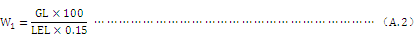 W₁ = (GL × 100) / (LEL × 0.15) ………………………………………………………… (A.2)